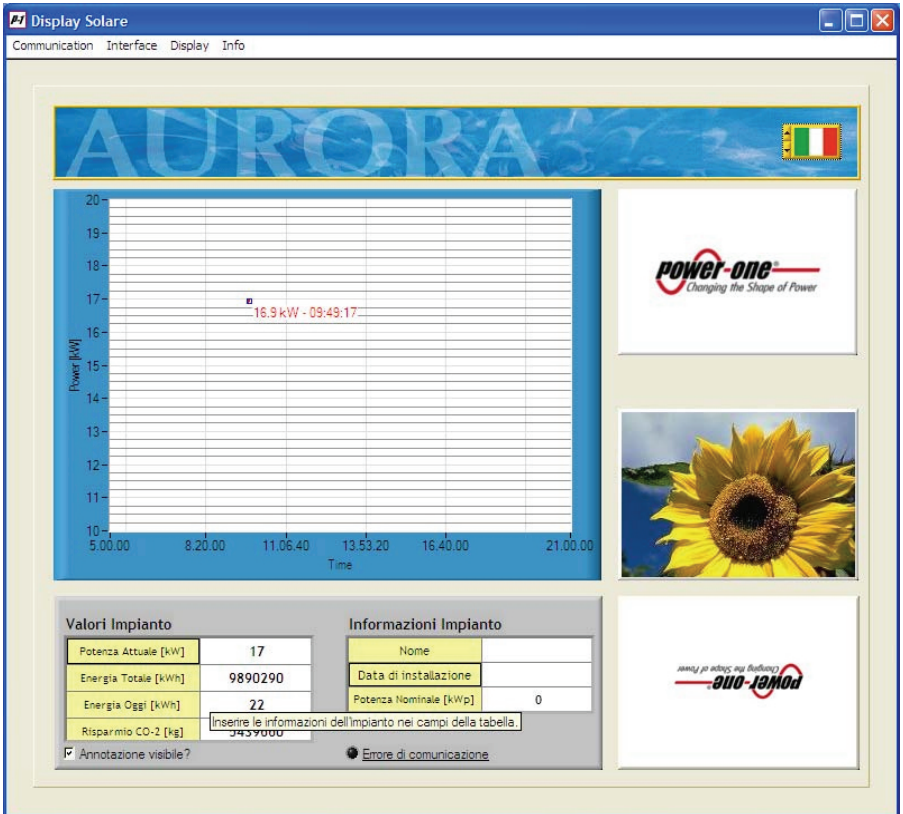 Display Solare
Communication Interface Display Info
AURORA
20
19
18
17
16
15
14
13
12
11
10
Power [kW]
16.9 kW - 09:49:17
5.00.00 8.20.00 11.06.40 13.53.20 16.40.00 21.00.00
Time
power-one®
Changing the Shape of Power
Valori Impianto
Potenza Attuale [kW] 17
Energia Totale [kWh] 9890290
Energia Oggi [kWh] 22
Risparmio CO-2 [kg] 5439660
Annotazione visibile?
Informazioni Impianto
Nome
Data di installazione
Potenza Nominale [kWp] 0
Inserire le informazioni dell'impianto nei campi della tabella.
Errore di comunicazione
power-one®
Changing the Shape of Power